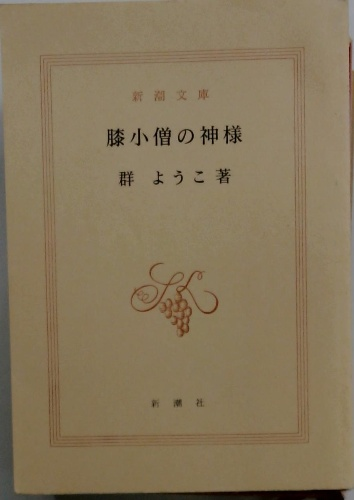 新潮文庫
膝小僧の神様
群 ようこ著
新潮社